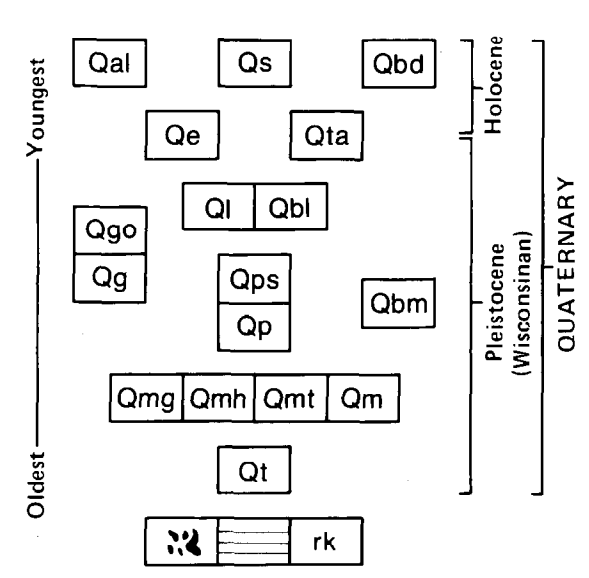 Youngest
Oldest
Qal Qs Qbd
Qe Qta
Ql Qbl
Qgo
Qg Qps
Qbm
Qp
Qmg Qmh Qmt Qm
Qt
rk
Holocene
Pleistocene
(Wisconsinan)
QUATERNARY